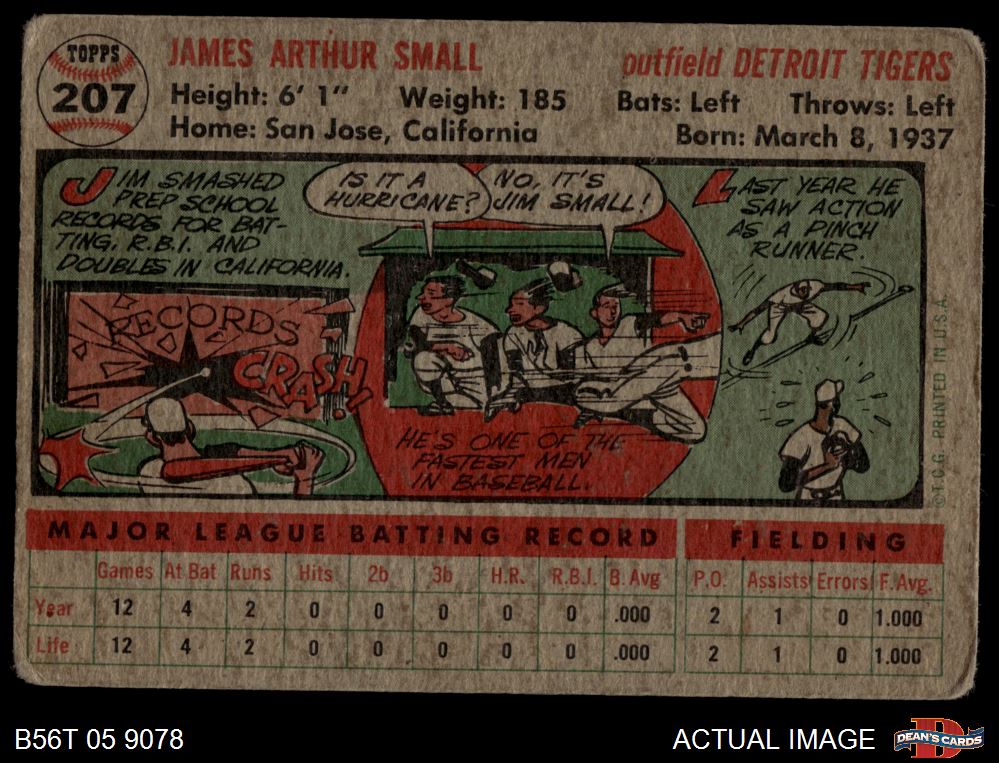 TOPPS
207
JAMES ARTHUR SMALL
outfield DETROIT TIGERS
Height: 6' 1" Weight: 185 Bats: Left Throws: Left
Home: San Jose, California Born: March 8, 1937
JIM SMASHED
PREP SCHOOL
RECORDS FOR BAT-
TING, R.B.I. AND
DOUBLES IN CALIFORNIA.
RECORDS
CRASH!
IS IT A
HURRICANE?
NO, IT'S
JIM SMALL!
HE'S ONE OF THE
FASTEST MEN
IN BASEBALL.
LAST YEAR HE
SAW ACTION
AS A PINCH
RUNNER.
© T.C.G. PRINTED IN U.S.A.
MAJOR LEAGUE BATTING RECORD FIELDING
Games At Bat Runs Hits 2b 3b H.R. R.B.I. B. Avg P.O. Assists Errors F. Avg.
Year 12 4 2 0 0 0 0 0 .000 2 1 0 1.000
Life 12 4 2 0 0 0 0 0 .000 2 1 0 1.000
B56T 05 9078
ACTUAL IMAGE
DEAN'S CARDS